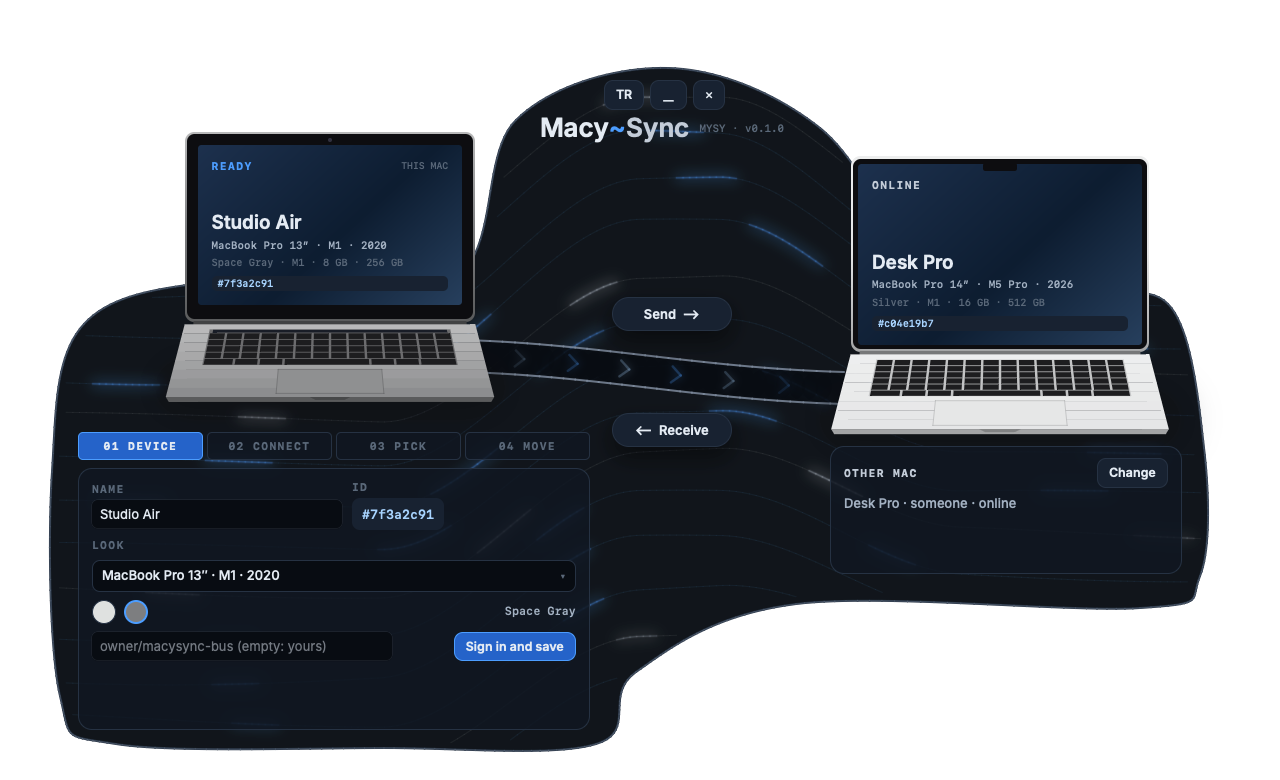 TR _ ×
Macy~Sync MYSY · v0.1.0
READY THIS MAC
Studio Air
MacBook Pro 13″ · M1 · 2020
Space Gray · M1 · 8 GB · 256 GB
#7f3a2c91
ONLINE
Desk Pro
MacBook Pro 14″ · M5 Pro · 2026
Silver · M1 · 16 GB · 512 GB
#c04e19b7
Send →
← Receive
01 DEVICE 02 CONNECT 03 PICK 04 MOVE
NAME ID
Studio Air #7f3a2c91
LOOK
MacBook Pro 13″ · M1 · 2020
Space Gray
owner/macysync-bus (empty: yours) Sign in and save
OTHER MAC Change
Desk Pro · someone · online